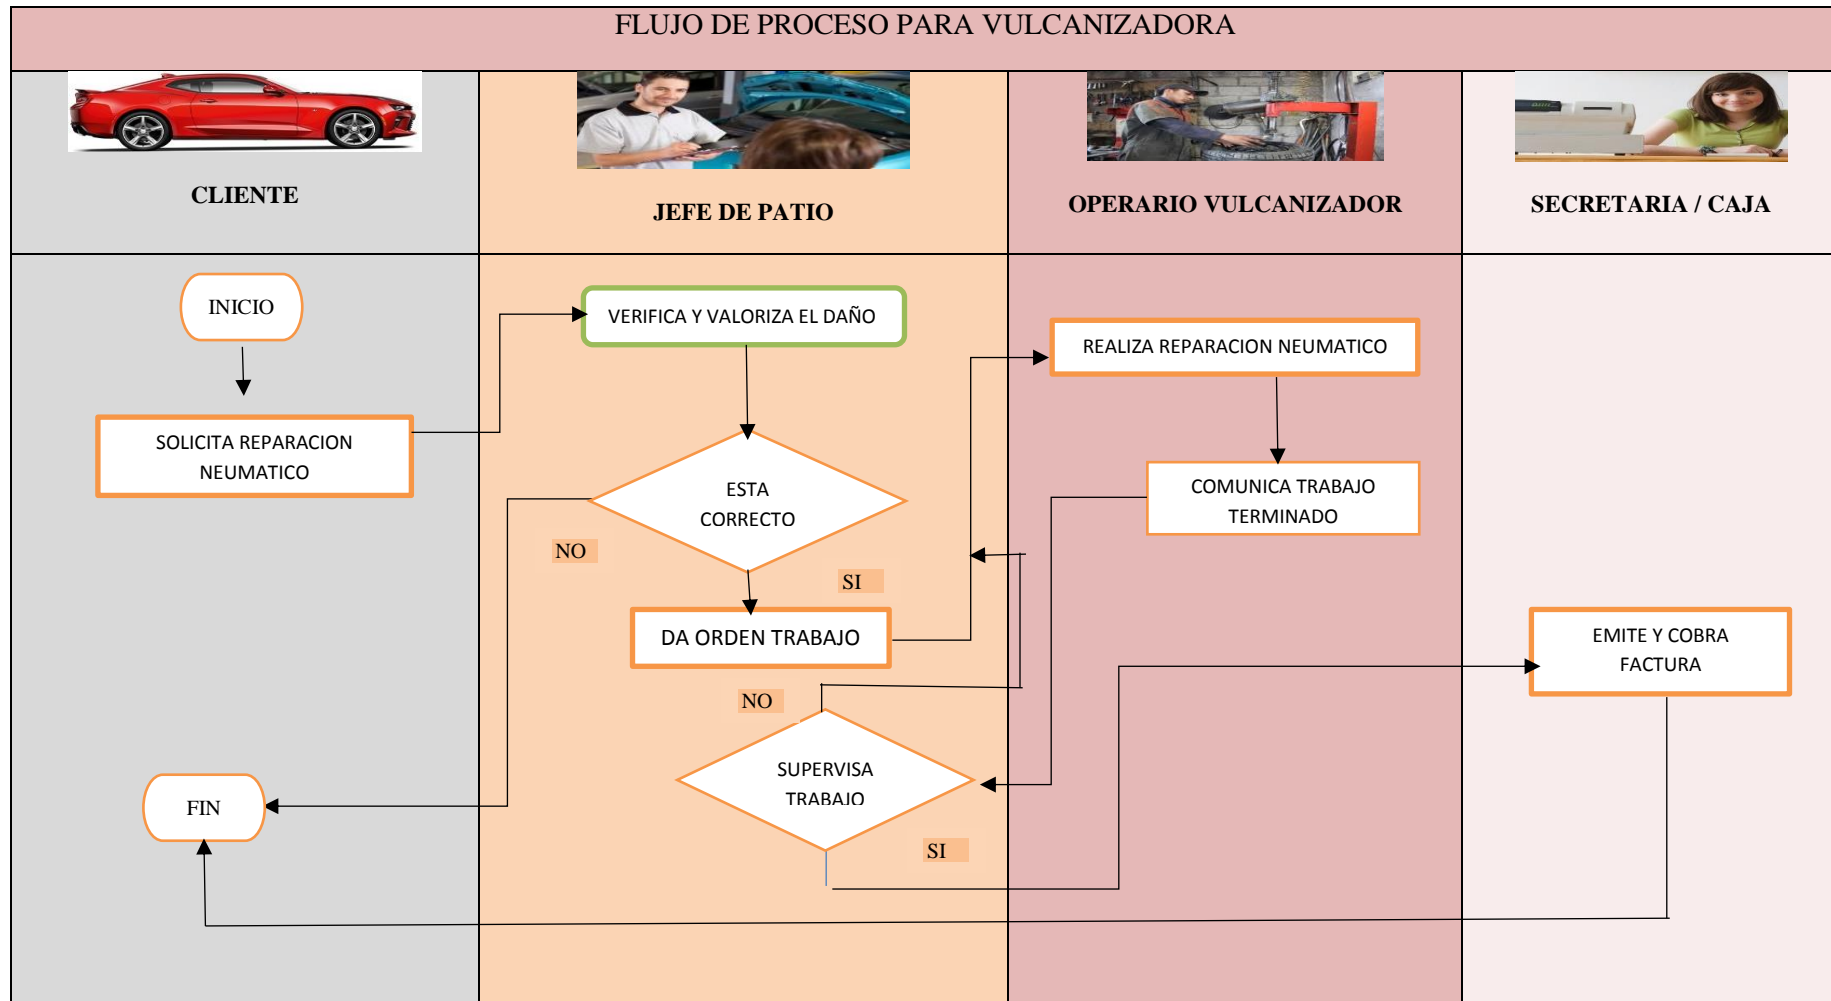 FLUJO DE PROCESO PARA VULCANIZADORA
CLIENTE
JEFE DE PATIO
OPERARIO VULCANIZADOR
SECRETARIA / CAJA
INICIO
VERIFICA Y VALORIZA EL DAÑO
REALIZA REPARACION NEUMATICO
SOLICITA REPARACION
NEUMATICO
ESTA
CORRECTO
COMUNICA TRABAJO
TERMINADO
NO
SI
DA ORDEN TRABAJO
EMITE Y COBRA
FACTURA
NO
SUPERVISA
TRABAJO
FIN
SI